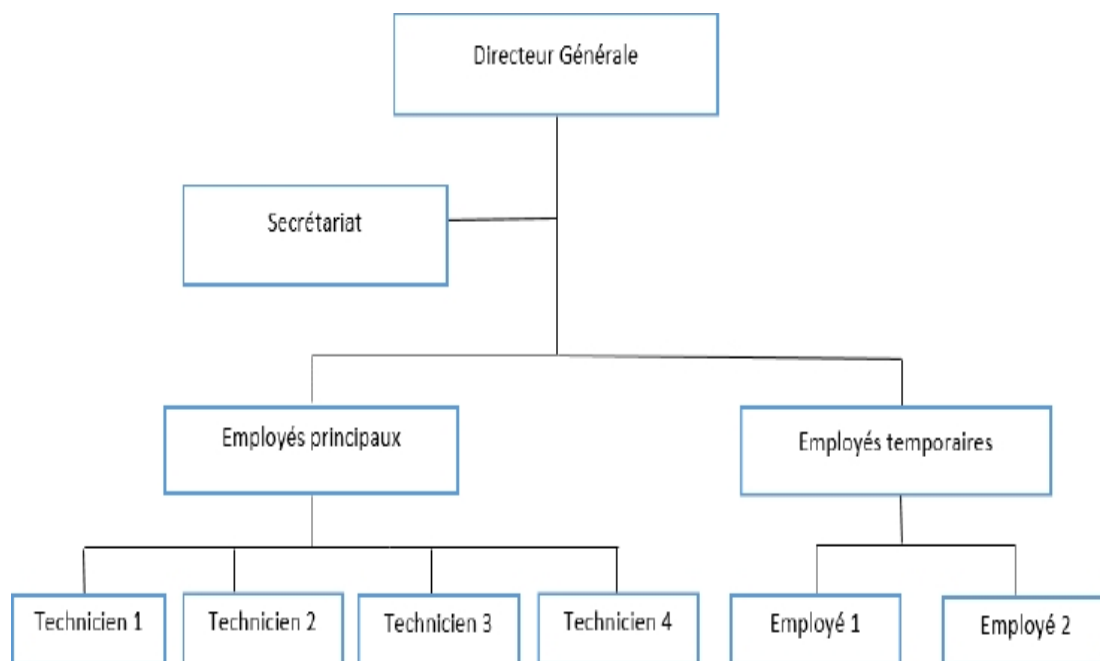 Directeur Générale
Secrétariat
Employés principaux
Employés temporaires
Technicien 1
Technicien 2
Technicien 3
Technicien 4
Employé 1
Employé 2